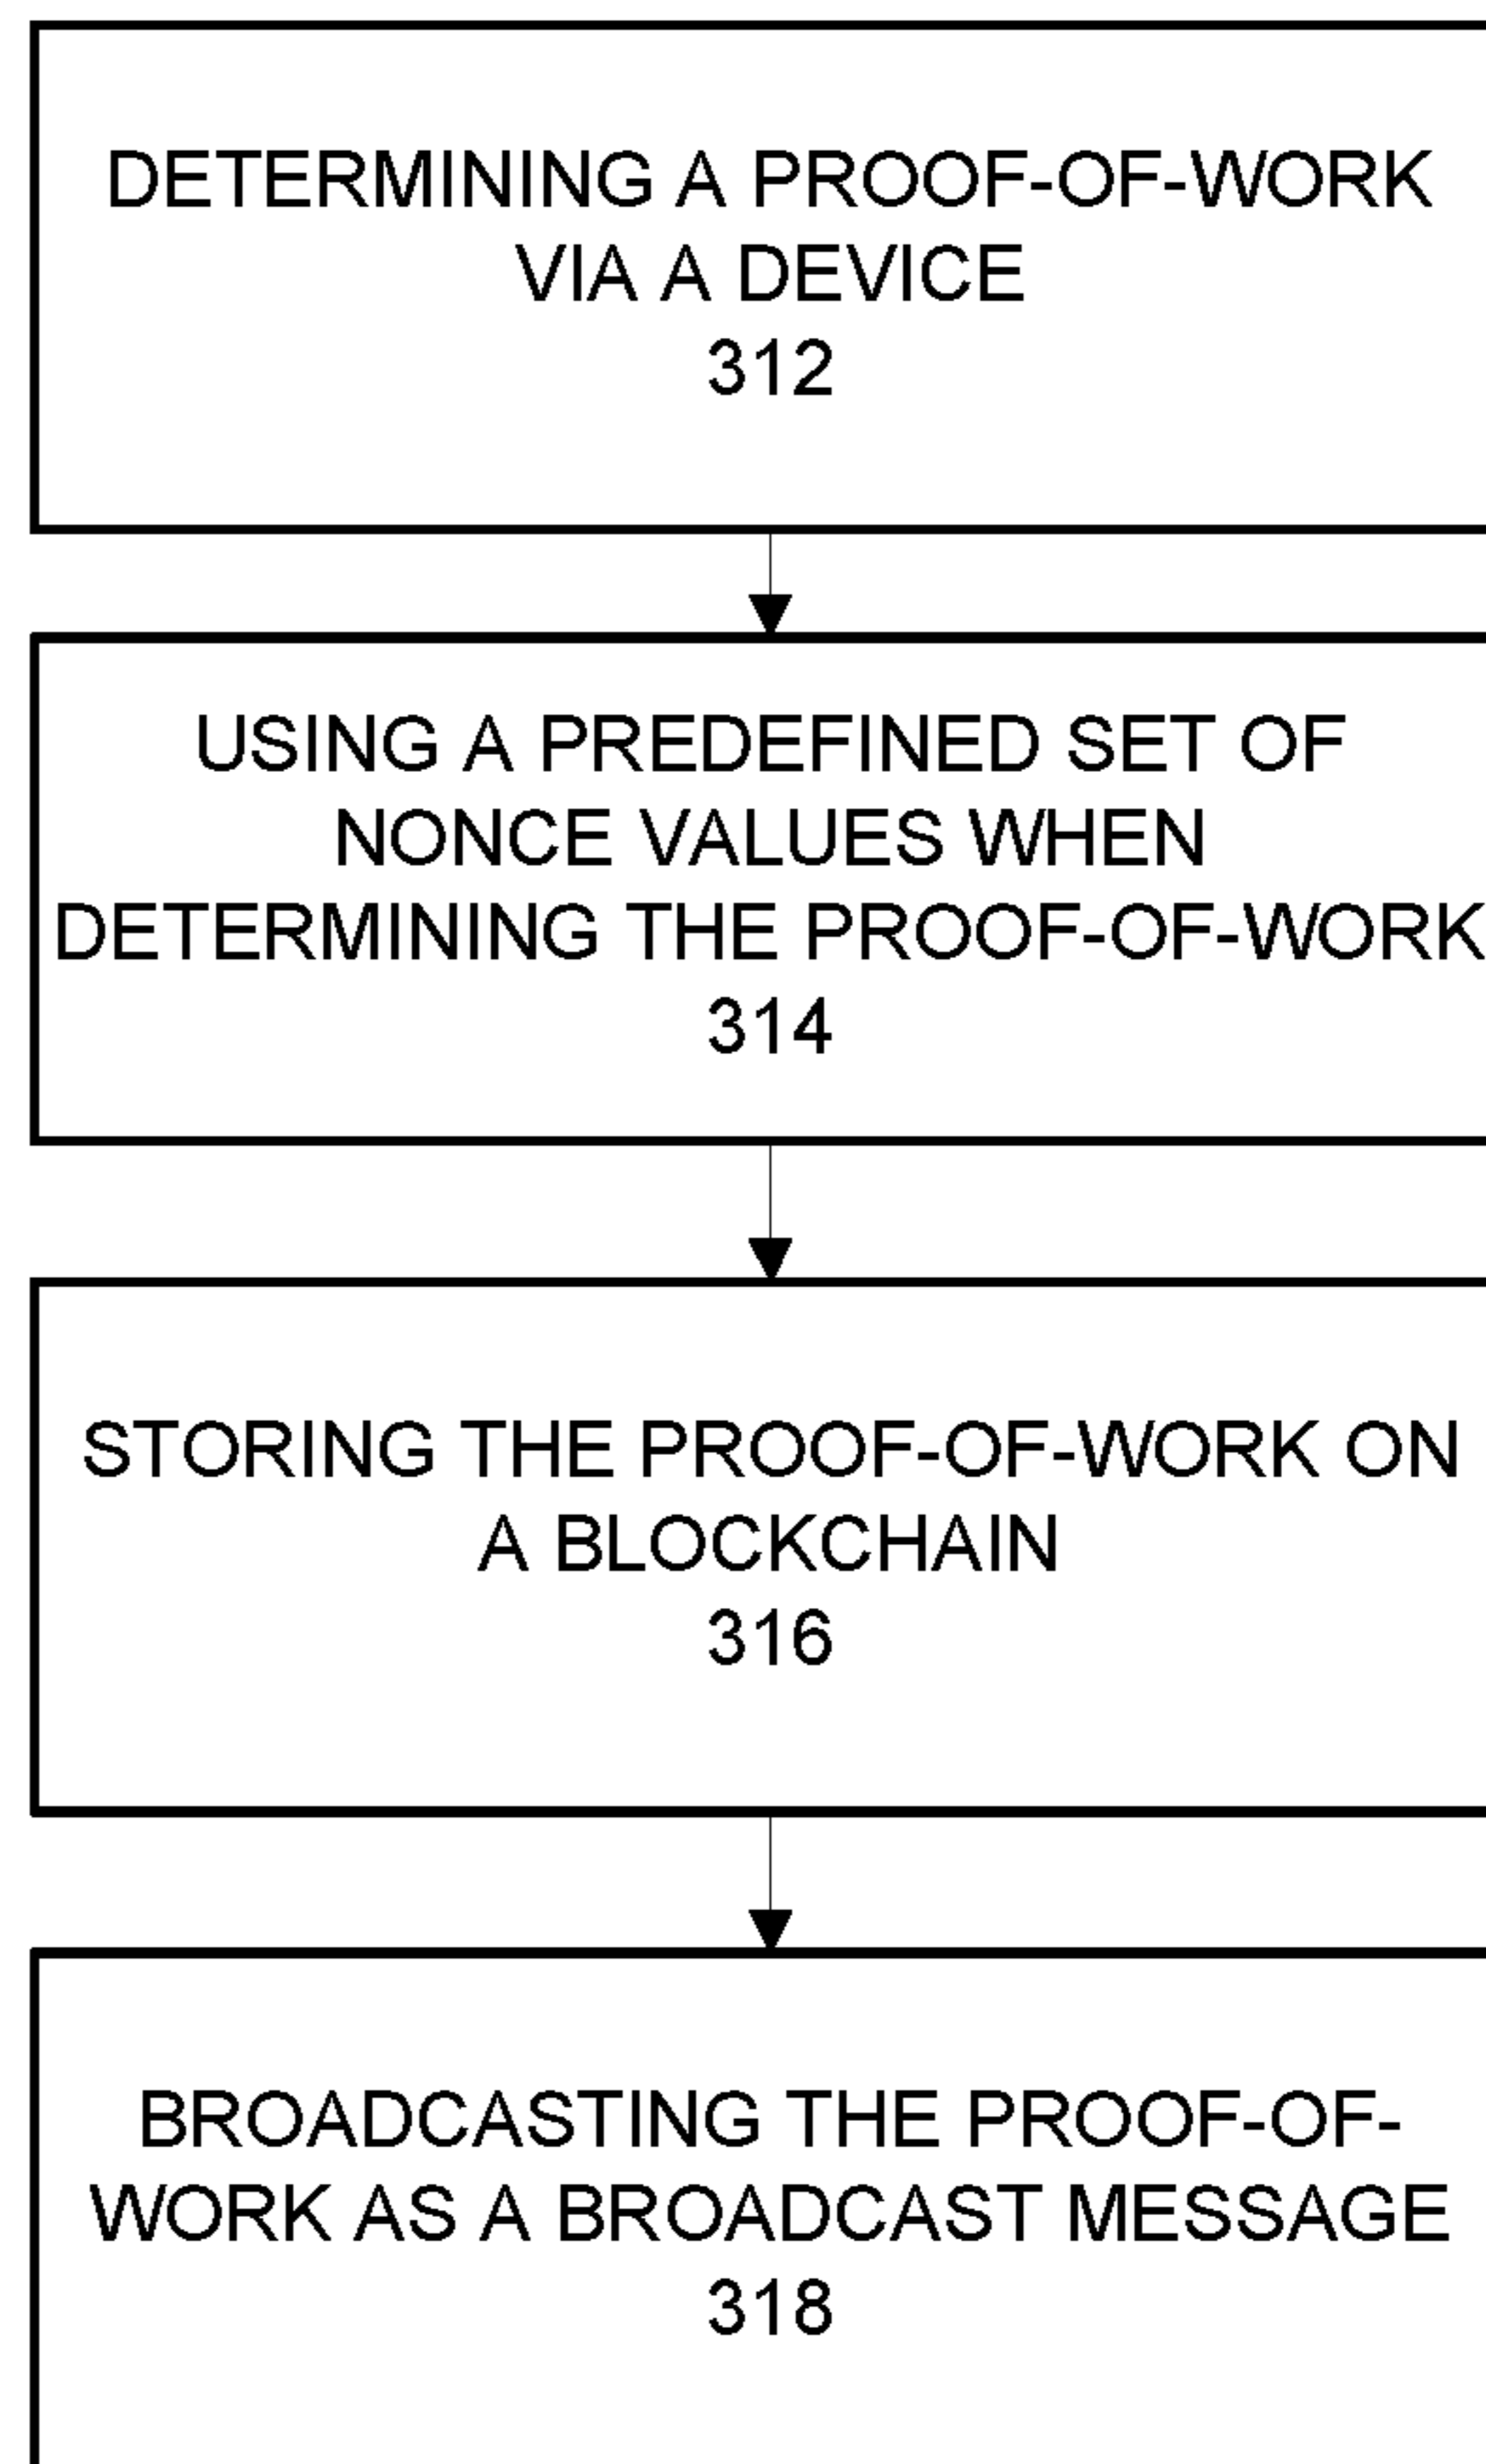 DETERMINING A PROOF-OF-WORK
VIA A DEVICE
312
USING A PREDEFINED SET OF
NONCE VALUES WHEN
DETERMINING THE PROOF-OF-WORK
314
STORING THE PROOF-OF-WORK ON
A BLOCKCHAIN
316
BROADCASTING THE PROOF-OF-
WORK AS A BROADCAST MESSAGE
318